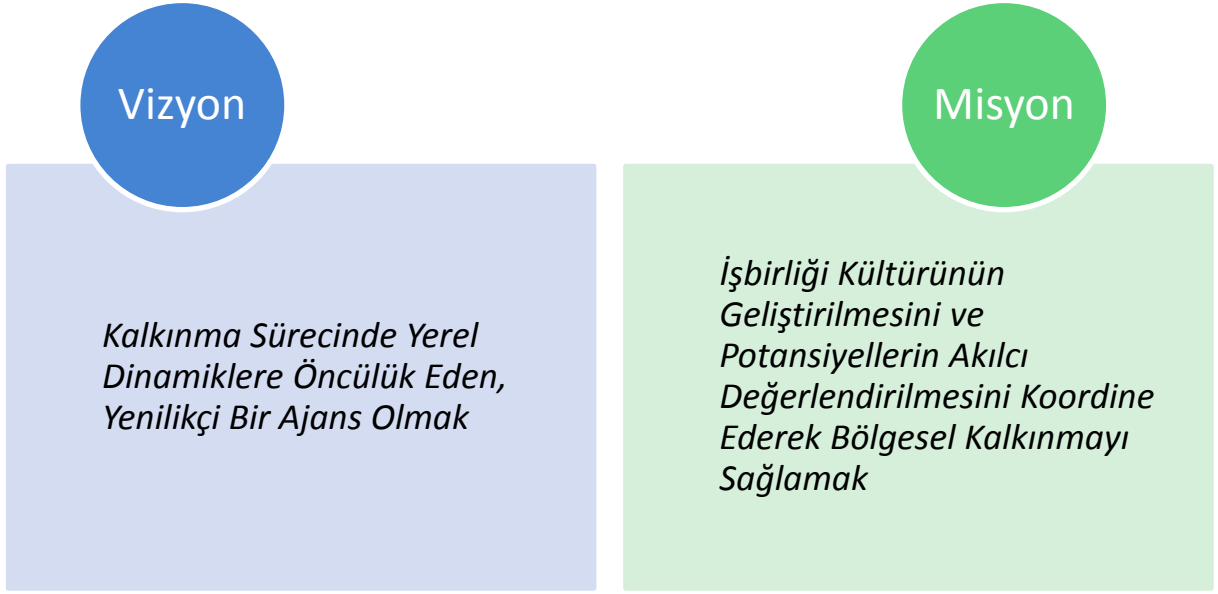 Vizyon
Kalkınma Sürecinde Yerel
Dinamiklere Öncülük Eden,
Yenilikçi Bir Ajans Olmak
Misyon
İşbirliği Kültürünün
Geliştirilmesini ve
Potansiyellerin Akılcı
Değerlendirilmesini Koordine
Ederek Bölgesel Kalkınmayı
Sağlamak